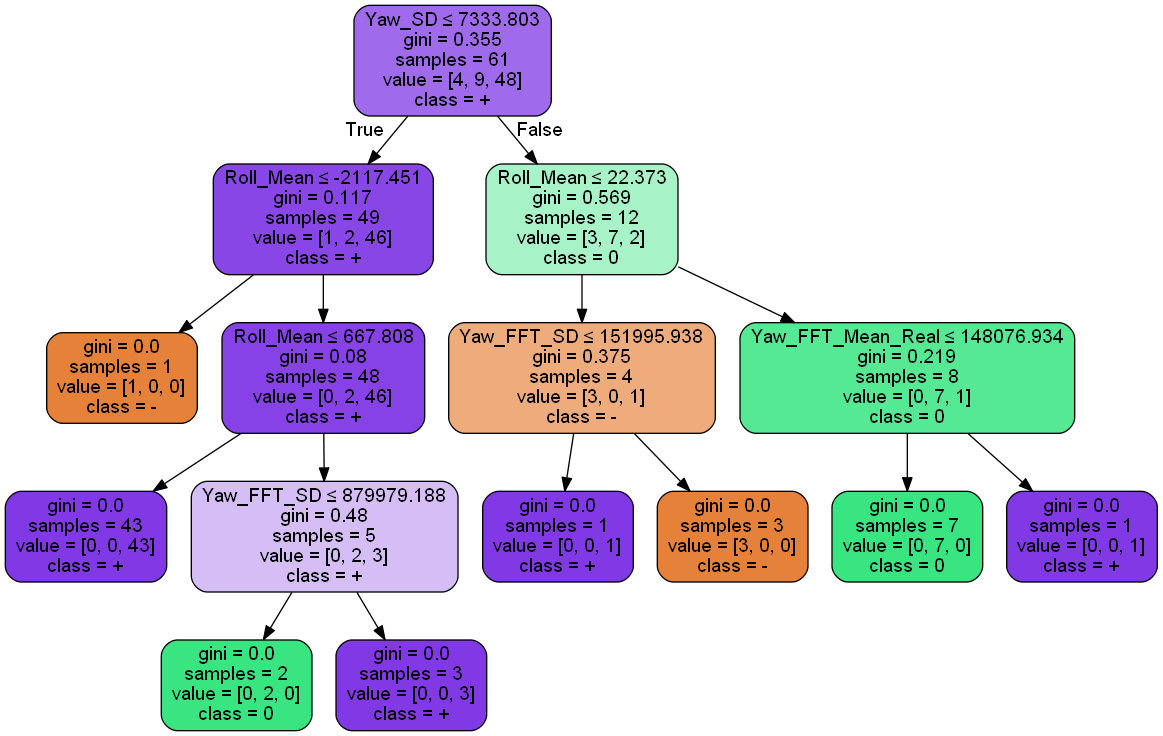 Yaw_SD ≤ 7333.803
gini = 0.355
samples = 61
value = [4, 9, 48]
class = +
True
False
Roll_Mean ≤ -2117.451
gini = 0.117
samples = 49
value = [1, 2, 46]
class = +
Roll_Mean ≤ 22.373
gini = 0.569
samples = 12
value = [3, 7, 2]
class = 0
gini = 0.0
samples = 1
value = [1, 0, 0]
class = -
Roll_Mean ≤ 667.808
gini = 0.08
samples = 48
value = [0, 2, 46]
class = +
Yaw_FFT_SD ≤ 151995.938
gini = 0.375
samples = 4
value = [3, 0, 1]
class = -
Yaw_FFT_Mean_Real ≤ 148076.934
gini = 0.219
samples = 8
value = [0, 7, 1]
class = 0
gini = 0.0
samples = 43
value = [0, 0, 43]
class = +
Yaw_FFT_SD ≤ 879979.188
gini = 0.48
samples = 5
value = [0, 2, 3]
class = +
gini = 0.0
samples = 1
value = [0, 0, 1]
class = +
gini = 0.0
samples = 3
value = [3, 0, 0]
class = -
gini = 0.0
samples = 7
value = [0, 7, 0]
class = 0
gini = 0.0
samples = 1
value = [0, 0, 1]
class = +
gini = 0.0
samples = 2
value = [0, 2, 0]
class = 0
gini = 0.0
samples = 3
value = [0, 0, 3]
class = +